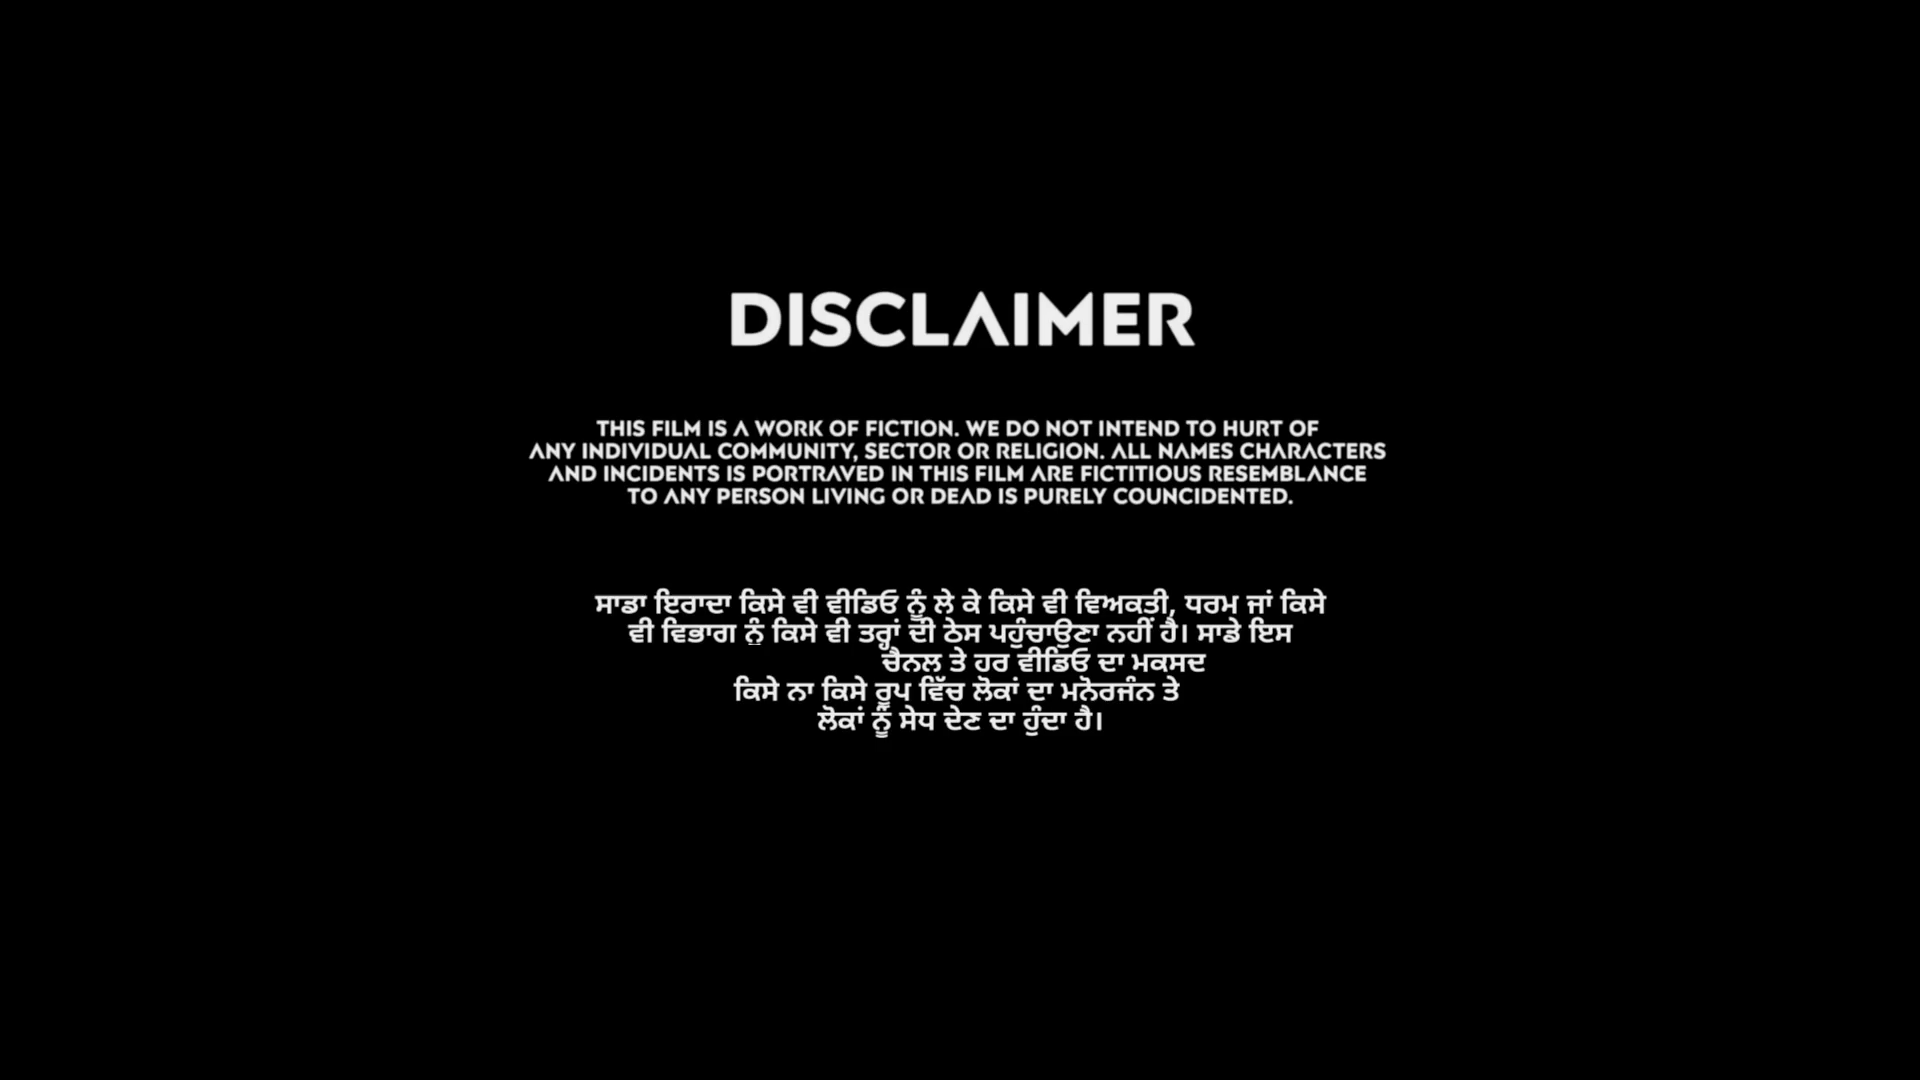 DISCLAIMER
THIS FILM IS A WORK OF FICTION. WE DO NOT INTEND TO HURT OF
ANY INDIVIDUAL COMMUNITY, SECTOR OR RELIGION. ALL NAMES CHARACTERS
AND INCIDENTS IS PORTRAVED IN THIS FILM ARE FICTITIOUS RESEMBLANCE
TO ANY PERSON LIVING OR DEAD IS PURELY COUNCIDENTED.
ਸਾਡਾ ਇਰਾਦਾ ਕਿਸੇ ਵੀ ਵੀਡਿਓ ਨੂੰ ਲੇ ਕੇ ਕਿਸੇ ਵੀ ਵਿਅਕਤੀ, ਧਰਮ ਜਾਂ ਕਿਸੇ
ਵੀ ਵਿਭਾਗ ਨੂੰ ਕਿਸੇ ਵੀ ਤਰ੍ਹਾਂ ਦੀ ਠੇਸ ਪਹੁੰਚਾਉਣਾ ਨਹੀਂ ਹੈ। ਸਾਡੇ ਇਸ
ਚੈਨਲ ਤੇ ਹਰ ਵੀਡਿਓ ਦਾ ਮਕਸਦ
ਕਿਸੇ ਨਾ ਕਿਸੇ ਰੂਪ ਵਿੱਚ ਲੋਕਾਂ ਦਾ ਮਨੋਰਜੰਨ ਤੇ
ਲੋਕਾਂ ਨੂੰ ਸੇਧ ਦੇਣ ਦਾ ਹੁੰਦਾ ਹੈ।